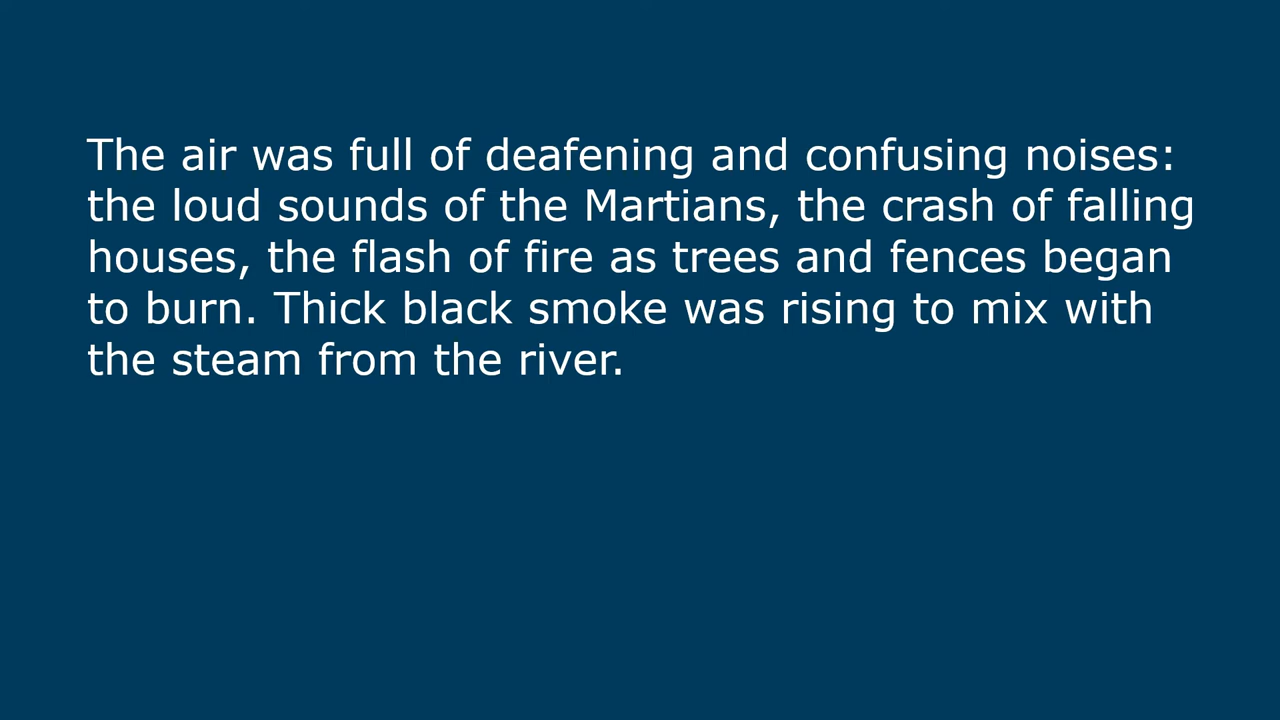 The air was full of deafening and confusing noises:
the loud sounds of the Martians, the crash of falling
houses, the flash of fire as trees and fences began
to burn. Thick black smoke was rising to mix with
the steam from the river.